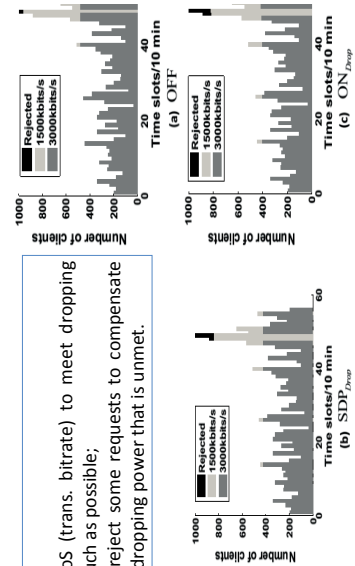 oS (trans. bitrate) to meet dropping
uch as possible;
reject some requests to compensate
dropping power that is unmet.
Number of clients
1000
800
600
400
200
0
Rejected
1500kbits/s
3000kbits/s
0 20 40
Time slots/10 min
(a) OFF
Number of clients
1000
800
600
400
200
0
Rejected
1500kbits/s
3000kbits/s
0 20 40 60
Time slots/10 min
(b) SDP_Drop
Number of clients
1000
800
600
400
200
0
Rejected
1500kbits/s
3000kbits/s
0 20 40
Time slots/10 min
(c) ON_Drop